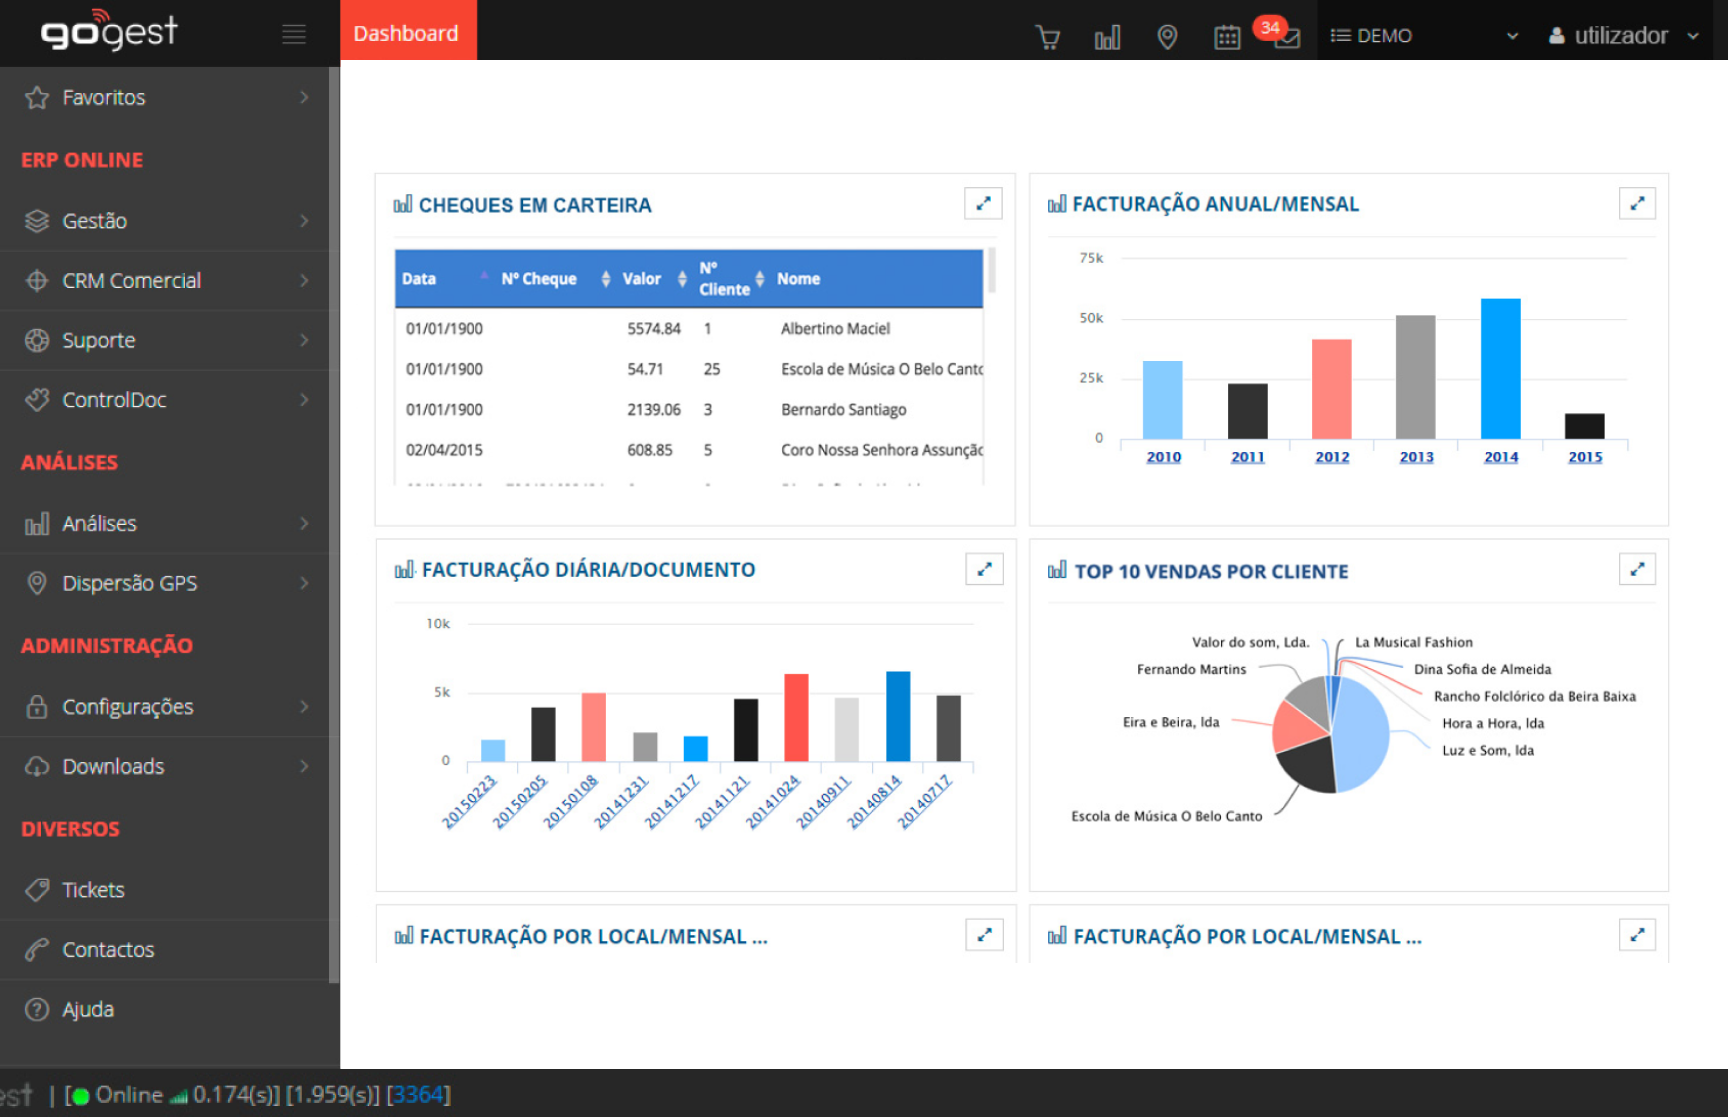 gogest
Dashboard
34
DEMO
utilizador
Favoritos
ERP ONLINE
Gestão
CRM Comercial
Suporte
ControlDoc
ANÁLISES
Análises
Dispersão GPS
ADMINISTRAÇÃO
Configurações
Downloads
DIVERSOS
Tickets
Contactos
Ajuda
CHEQUES EM CARTEIRA
Data Nº Cheque Valor Nº Cliente Nome
01/01/1900 5574.84 1 Albertino Maciel
01/01/1900 54.71 25 Escola de Música O Belo Canto
01/01/1900 2139.06 3 Bernardo Santiago
02/04/2015 608.85 5 Coro Nossa Senhora Assunção
FACTURAÇÃO ANUAL/MENSAL
75k
50k
25k
0
2010 2011 2012 2013 2014 2015
FACTURAÇÃO DIÁRIA/DOCUMENTO
10k
5k
0
20150223 20150205 20150108 20141231 20141217 20141121 20141024 20140911 20140814 20140717
TOP 10 VENDAS POR CLIENTE
Valor do som, Lda. La Musical Fashion
Fernando Martins Dina Sofia de Almeida
Rancho Folclórico da Beira Baixa
Eira e Beira, lda Hora a Hora, lda
Luz e Som, lda
Escola de Música O Belo Canto
FACTURAÇÃO POR LOCAL/MENSAL ...
FACTURAÇÃO POR LOCAL/MENSAL ...
est | [Online 0.174(s)] [1.959(s)] [3364]